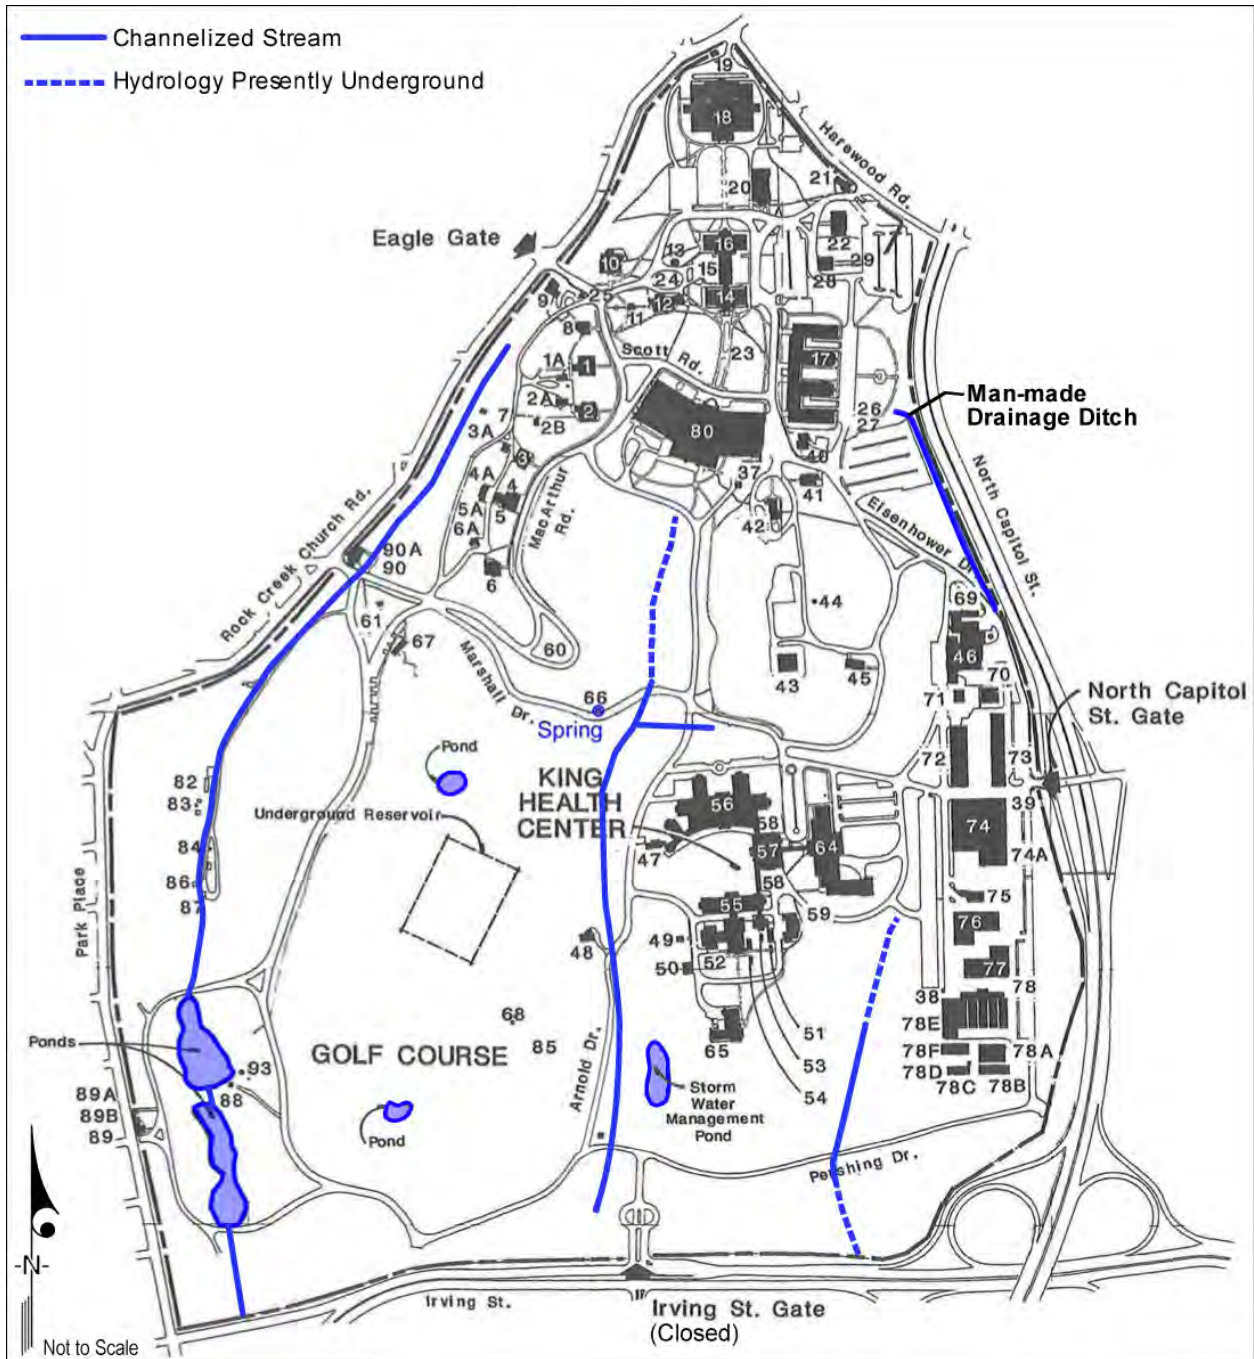 Channelized Stream
Hydrology Presently Underground
19
18
Harewood Rd.
20
21
Eagle Gate
22
10
13
16
15
24
29
28
9
25
12
14
11
8
Scott Rd.
23
17
1A
1
2A
2
2B
7
3A
26
27
Man-made
Drainage Ditch
80
40
3
4A
4
37
41
5A
5
6A
42
MacArthur
Rd.
North Capitol St.
Eisenhower Dr.
Rock Creek Church Rd.
90A
90
6
44
69
61
67
60
46
43
45
70
71
Marshall Dr.
66
Spring
North Capitol
St. Gate
Pond
72
73
82
83
KING
HEALTH
CENTER
56
58
39
Underground Reservoir
74
84
47
57
64
74A
86
87
58
75
Park Place
55
59
76
48
49
52
50
77
38
78
68
51
78E
Ponds
85
GOLF COURSE
65
53
78F
78A
93
78D
89A
88
78C
78B
54
89B
89
Arnold Dr.
Storm
Water
Management
Pond
Pond
Pershing Dr.
-N-
Irving St.
Irving St. Gate
(Closed)
Not to Scale